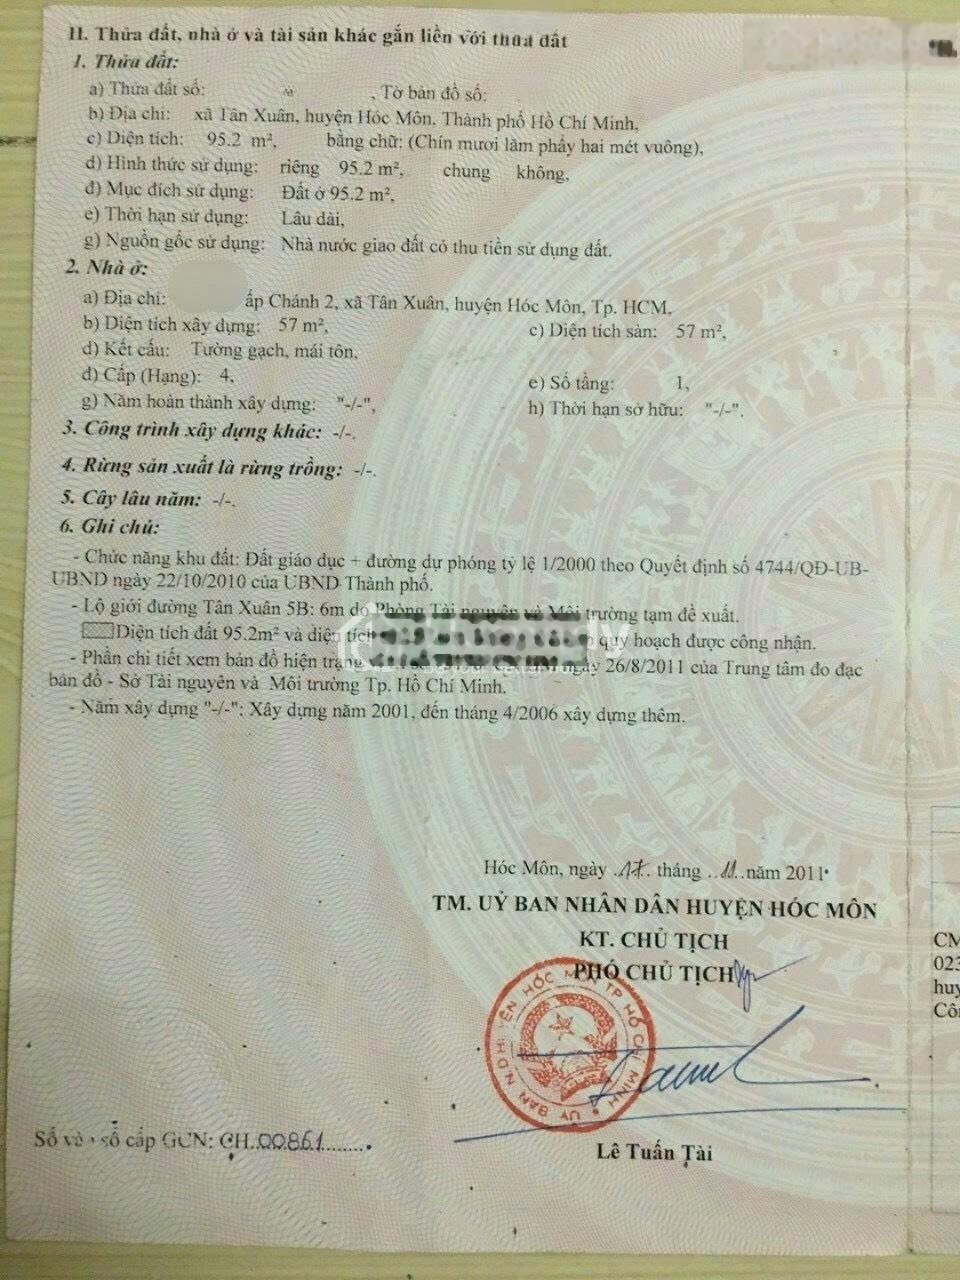 II. Thửa đất, nhà ở và tài sản khác gắn liền với thửa đất
1. Thửa đất:
a) Thửa đất số: , Tờ bản đồ số:
b) Địa chỉ: xã Tân Xuân, huyện Hóc Môn, Thành phố Hồ Chí Minh,
c) Diện tích: 95.2 m², bằng chữ: (Chín mươi lăm phẩy hai mét vuông),
d) Hình thức sử dụng: riêng 95.2 m², chung không,
đ) Mục đích sử dụng: Đất ở 95.2 m²,
e) Thời hạn sử dụng: Lâu dài,
g) Nguồn gốc sử dụng: Nhà nước giao đất có thu tiền sử dụng đất.
2. Nhà ở:
a) Địa chỉ: ấp Chánh 2, xã Tân Xuân, huyện Hóc Môn, Tp. HCM,
b) Diện tích xây dựng: 57 m², c) Diện tích sàn: 57 m²,
d) Kết cấu: Tường gạch, mái tôn,
đ) Cấp (Hạng): 4, e) Số tầng: 1,
g) Năm hoàn thành xây dựng: "-/-", h) Thời hạn sở hữu: "-/-".
3. Công trình xây dựng khác: -/-.
4. Rừng sản xuất là rừng trồng: -/-.
5. Cây lâu năm: -/-.
6. Ghi chú:
- Chức năng khu đất: Đất giáo dục + đường dự phóng tỷ lệ 1/2000 theo Quyết định số 4744/QĐ-UB-
UBND ngày 22/10/2010 của UBND Thành phố.
- Lộ giới đường Tân Xuân 5B: 6m do Phòng Tài nguyên và Môi trường tạm đề xuất.
Diện tích đất 95.2m² và diện tích quy hoạch được công nhận.
- Phần chi tiết xem bản đồ hiện trạng ngày 26/8/2011 của Trung tâm đo đạc
bản đồ - Sở Tài nguyên và Môi trường Tp. Hồ Chí Minh.
- Năm xây dựng "-/-": Xây dựng năm 2001, đến tháng 4/2006 xây dựng thêm.
Hóc Môn, ngày 17 tháng 11 năm 2011
TM. UỶ BAN NHÂN DÂN HUYỆN HÓC MÔN
KT. CHỦ TỊCH
PHÓ CHỦ TỊCH
ỦY BAN N.D HUYỆN HÓC MÔN TP HỒ CHÍ MINH
Lê Tuấn Tài
Số vào sổ cấp GCN: CH.00861
CM
023
huy
Côn